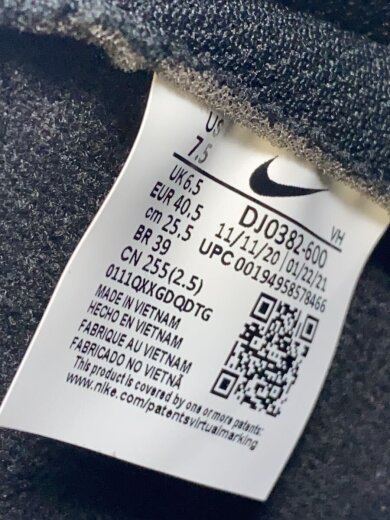 US
7.5
UK 6.5
EUR 40.5
cm 25.5
BR 39
CN 255(2.5)
0111QXXGDQDTG
DJ0382-600
VH
11/11/20 | 01/22/21
UPC 00194958578466
MADE IN VIETNAM
HECHO EN VIETNAM
FABRIQUE AU VIETNAM
FABRICADO NO VIETNÃ
This product is covered by one or more patents:
www.nike.com/patentsvirtualmarking